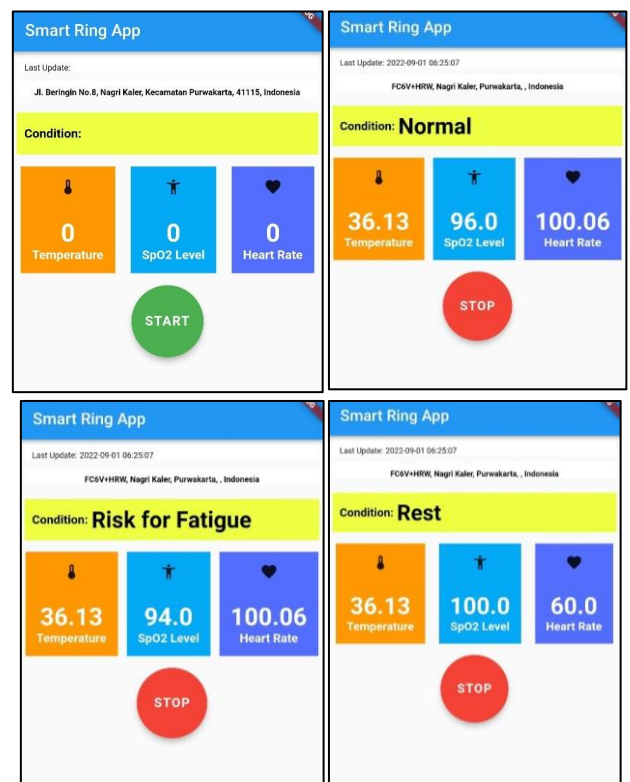 Smart Ring App
Last Update:
Jl. Beringin No.8, Nagri Kaler, Kecamatan Purwakarta, 41115, Indonesia
Condition:
0 0 0
Temperature SpO2 Level Heart Rate
START
Smart Ring App
Last Update: 2022-09-01 06:25:07
FC6V+HRW, Nagri Kaler, Purwakarta, , Indonesia
Condition: Normal
36.13 96.0 100.06
Temperature SpO2 Level Heart Rate
STOP
Smart Ring App
Last Update: 2022-09-01 06:25:07
FC6V+HRW, Nagri Kaler, Purwakarta, , Indonesia
Condition: Risk for Fatigue
36.13 94.0 100.06
Temperature SpO2 Level Heart Rate
STOP
Smart Ring App
Last Update: 2022-09-01 06:25:07
FC6V+HRW, Nagri Kaler, Purwakarta, , Indonesia
Condition: Rest
36.13 100.0 60.0
Temperature SpO2 Level Heart Rate
STOP